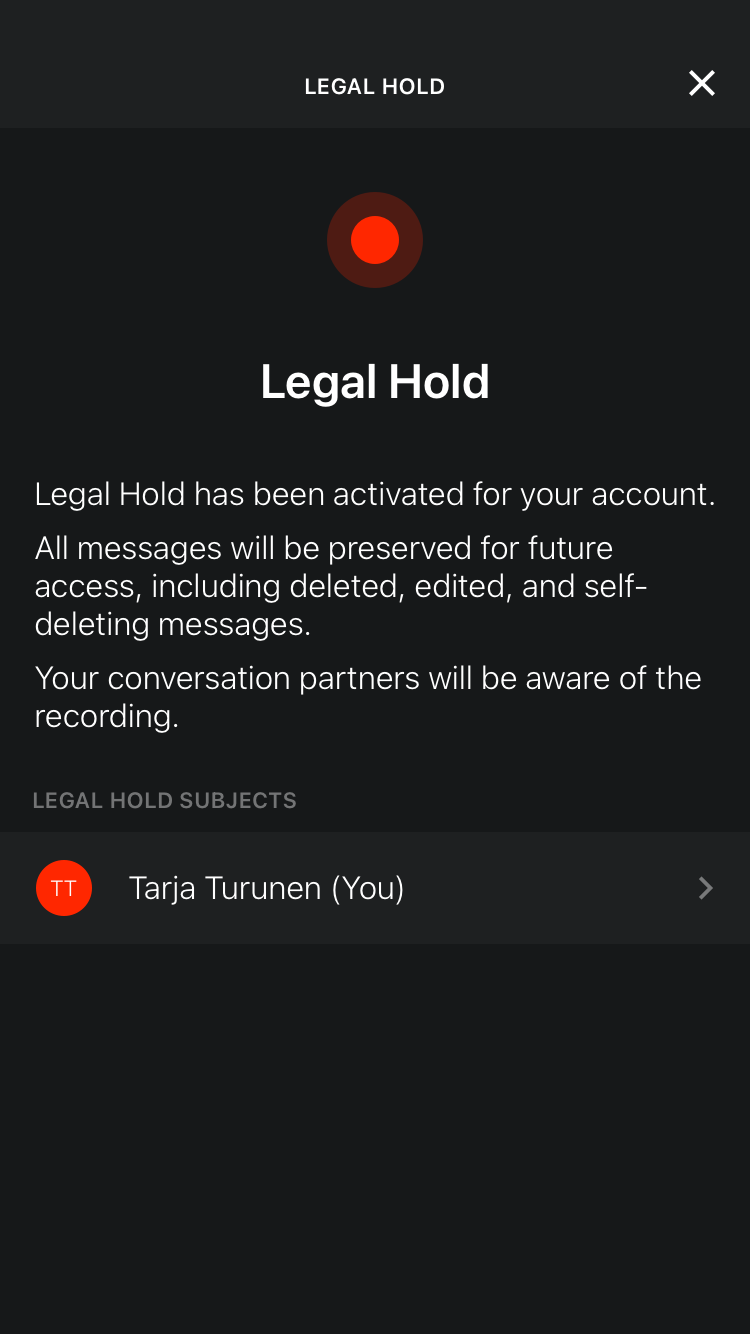 LEGAL HOLD
Legal Hold
Legal Hold has been activated for your account.
All messages will be preserved for future
access, including deleted, edited, and self-
deleting messages.
Your conversation partners will be aware of the
recording.
LEGAL HOLD SUBJECTS
TT
Tarja Turunen (You)